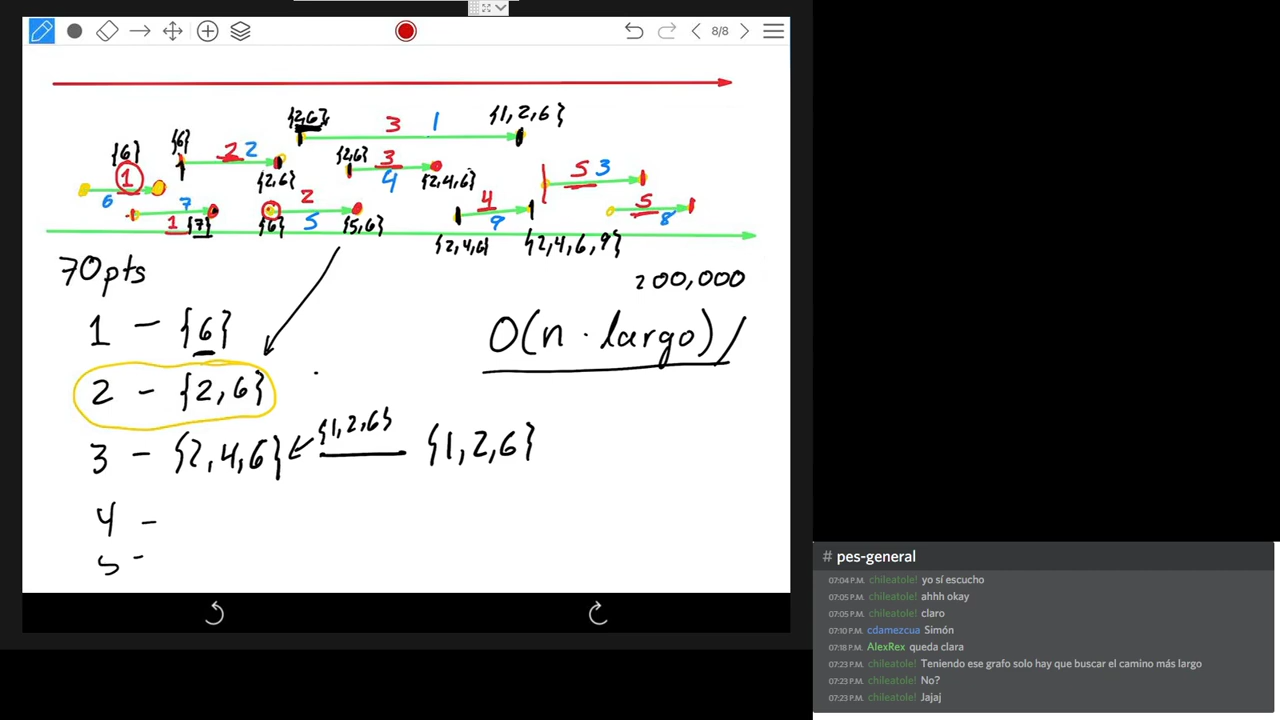 8/8
{2,6} 3 1 {1,2,6}
{6} {6} 2 2 {2,6} 3 4 {2,4,6} 5 3
1 6 {2,6} 2 4 9 5 8
7 1 {7} {6} 5 {5,6} {2,4,6} {2,4,6,9}
70pts 200,000
1 - {6} O(n · largo)
2 - {2,6}
3 - {2,4,6} {1,2,6} {1,2,6}
4 -
5 -
# pes-general
07:04 P.M. chileatole! yo sí escucho
07:05 P.M. chileatole! ahhh okay
07:05 P.M. chileatole! claro
07:10 P.M. cdamezcua Simón
07:18 P.M. AlexRex queda clara
07:23 P.M. chileatole! Teniendo ese grafo solo hay que buscar el camino más largo
07:23 P.M. chileatole! No?
07:23 P.M. chileatole! Jajaj